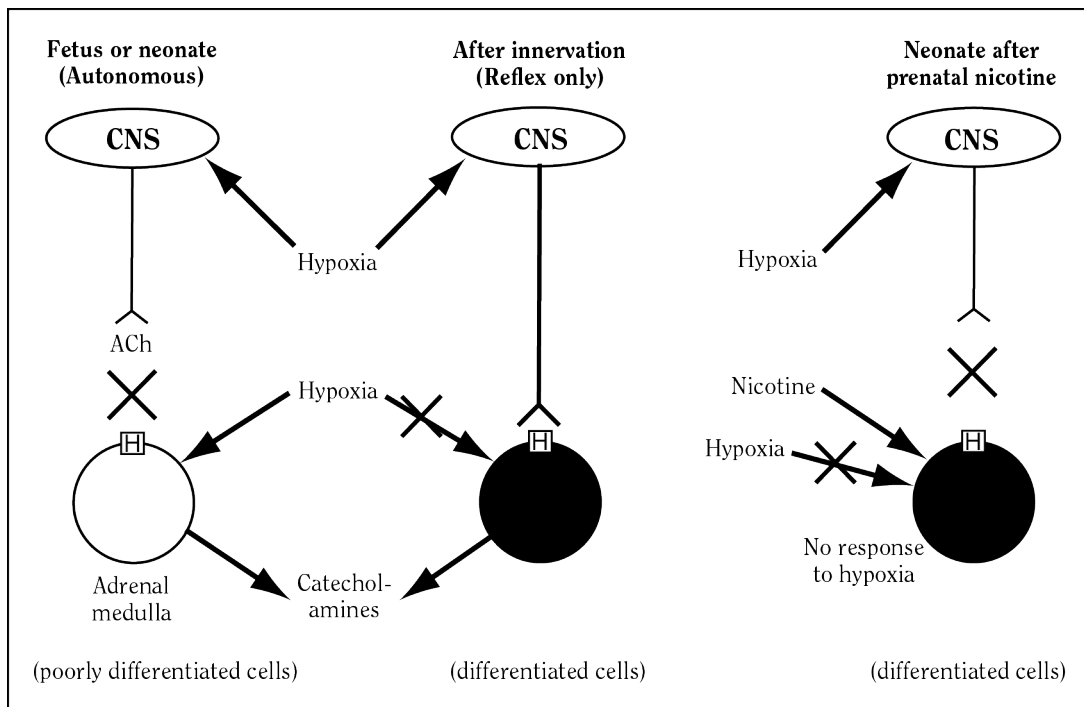 Fetus or neonate
(Autonomous)
After innervation
(Reflex only)
Neonate after
prenatal nicotine
CNS
CNS
CNS
Hypoxia
Hypoxia
ACh
Hypoxia
Nicotine
Hypoxia
H
H
H
Adrenal
medulla
Catechol-
amines
No response
to hypoxia
(poorly differentiated cells)
(differentiated cells)
(differentiated cells)